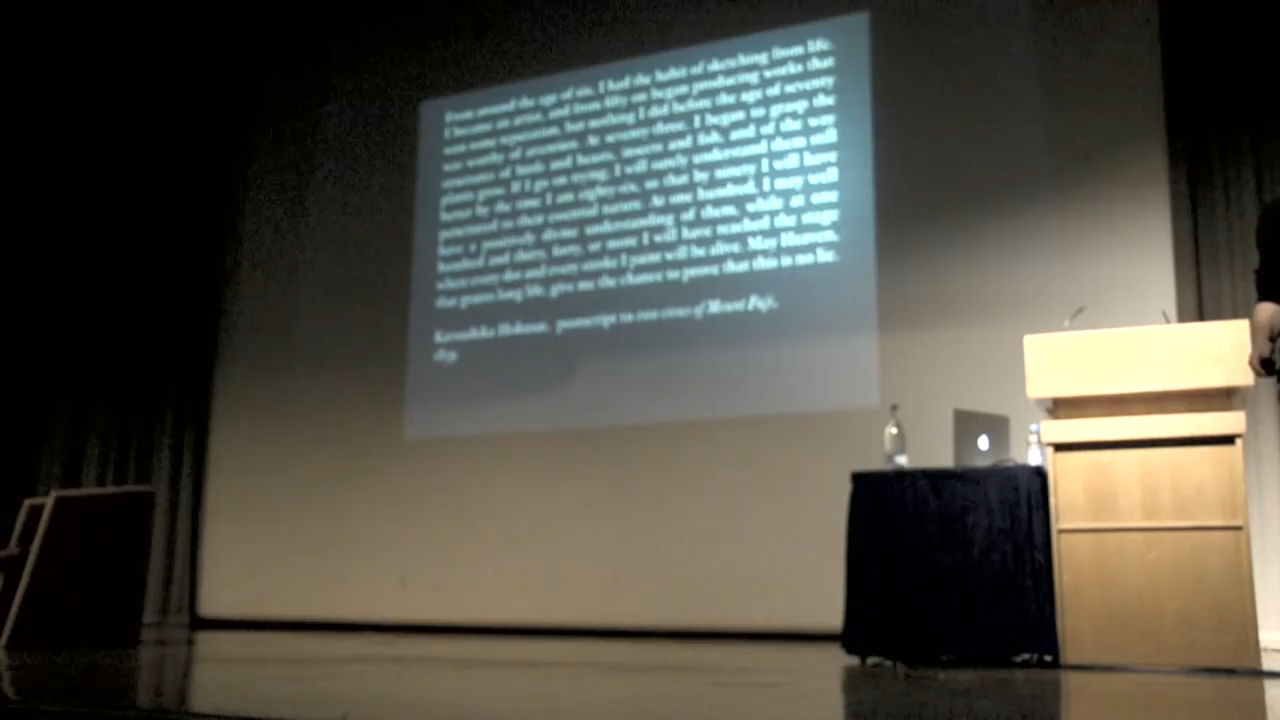 From around the age of six, I had the habit of sketching from life.
I became an artist, and from fifty on began producing works that
won some reputation, but nothing I did before the age of seventy
was worthy of attention. At seventy-three, I began to grasp the
structures of birds and beasts, insects and fish, and of the way
plants grow. If I go on trying, I will surely understand them still
better by the time I am eighty-six, so that by ninety I will have
penetrated to their essential nature. At one hundred, I may well
have a positively divine understanding of them, while at one
hundred and thirty, forty, or more I will have reached the stage
where every dot and every stroke I paint will be alive. May Heaven,
that grants long life, give me the chance to prove that this is no lie.
Katsushika Hokusai, postscript to 100 views of Mount Fuji,